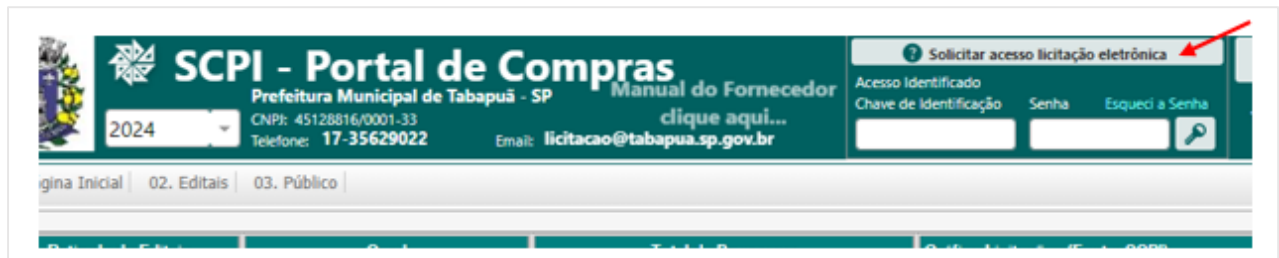 SCPI - Portal de Compras
Prefeitura Municipal de Tabapuã - SP
CNPJ: 45128816/0001-33
Telefone: 17-35629022
Email: licitacao@tabapua.sp.gov.br
2024
Manual do Fornecedor
clique aqui...
Solicitar acesso licitação eletrônica
Acesso Identificado
Chave de Identificação
Senha
Esqueci a Senha
Inicial
02. Editais
03. Público